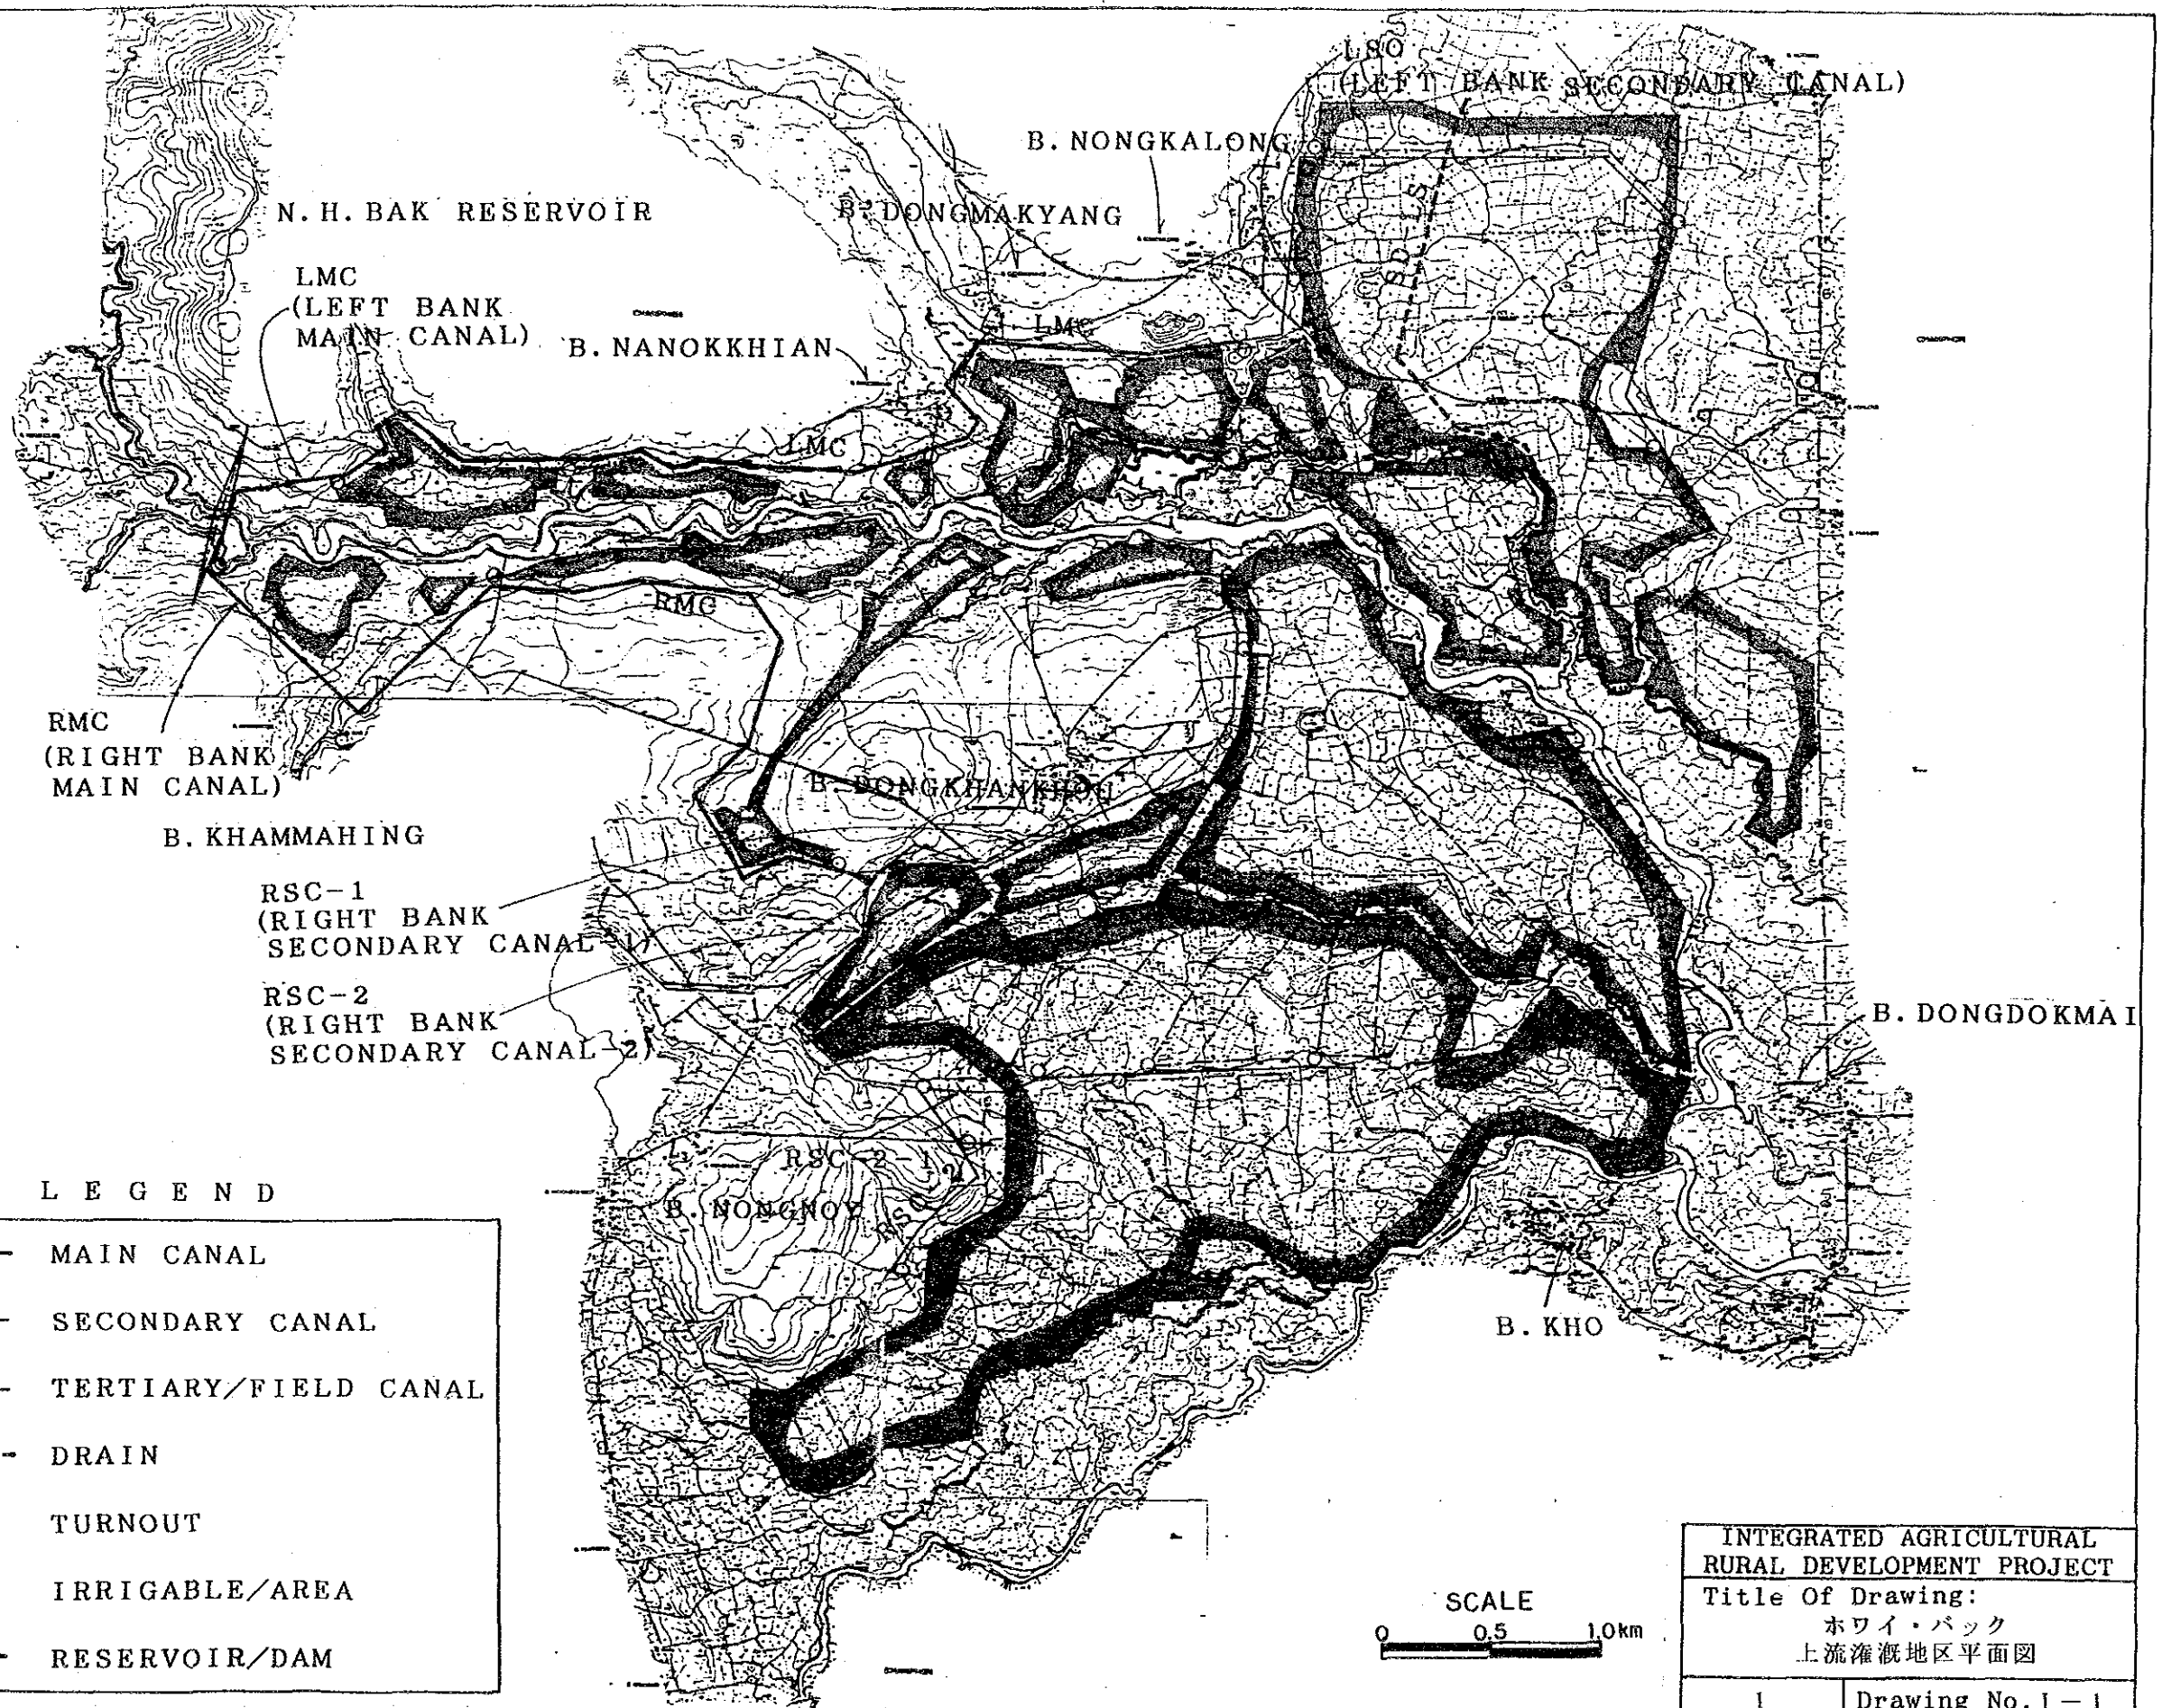 LSO
(LEFT BANK SECONDARY CANAL)
B. NONGKALONG
N. H. BAK RESERVOIR
B. DONGMAKYANG
LMC
(LEFT BANK
MAIN CANAL)
LMC
B. NANOKKHIAN
LMC
RMC
RMC
(RIGHT BANK
MAIN CANAL)
B. DONGKHANKHOU
B. KHAMMAHING
RSC-1
(RIGHT BANK
SECONDARY CANAL-1)
RSC-2
(RIGHT BANK
SECONDARY CANAL-2)
B. DONGDOKMAI
RSC-2-1
B. NONGNOY
B. KHO
LEGEND
MAIN CANAL
SECONDARY CANAL
TERTIARY/FIELD CANAL
DRAIN
TURNOUT
IRRIGABLE/AREA
RESERVOIR/DAM
SCALE
0 0.5 1.0km
INTEGRATED AGRICULTURAL
RURAL DEVELOPMENT PROJECT
Title Of Drawing:
ホワイ・バック
上流灌漑地区平面図
1 Drawing No. I-1